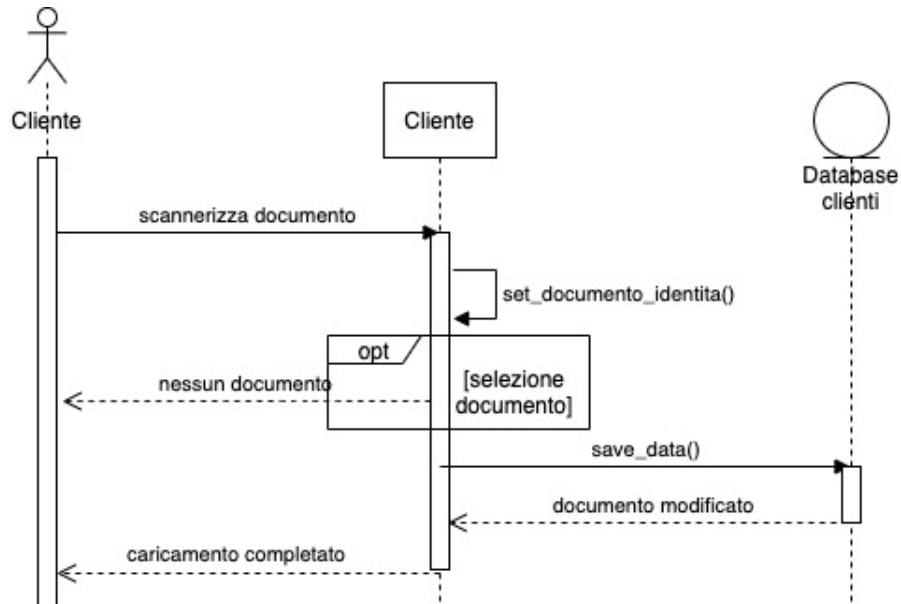 Cliente
Cliente
Database
clienti
scannerizza documento
set_documento_identita()
opt
[selezione
documento]
nessun documento
save_data()
documento modificato
caricamento completato